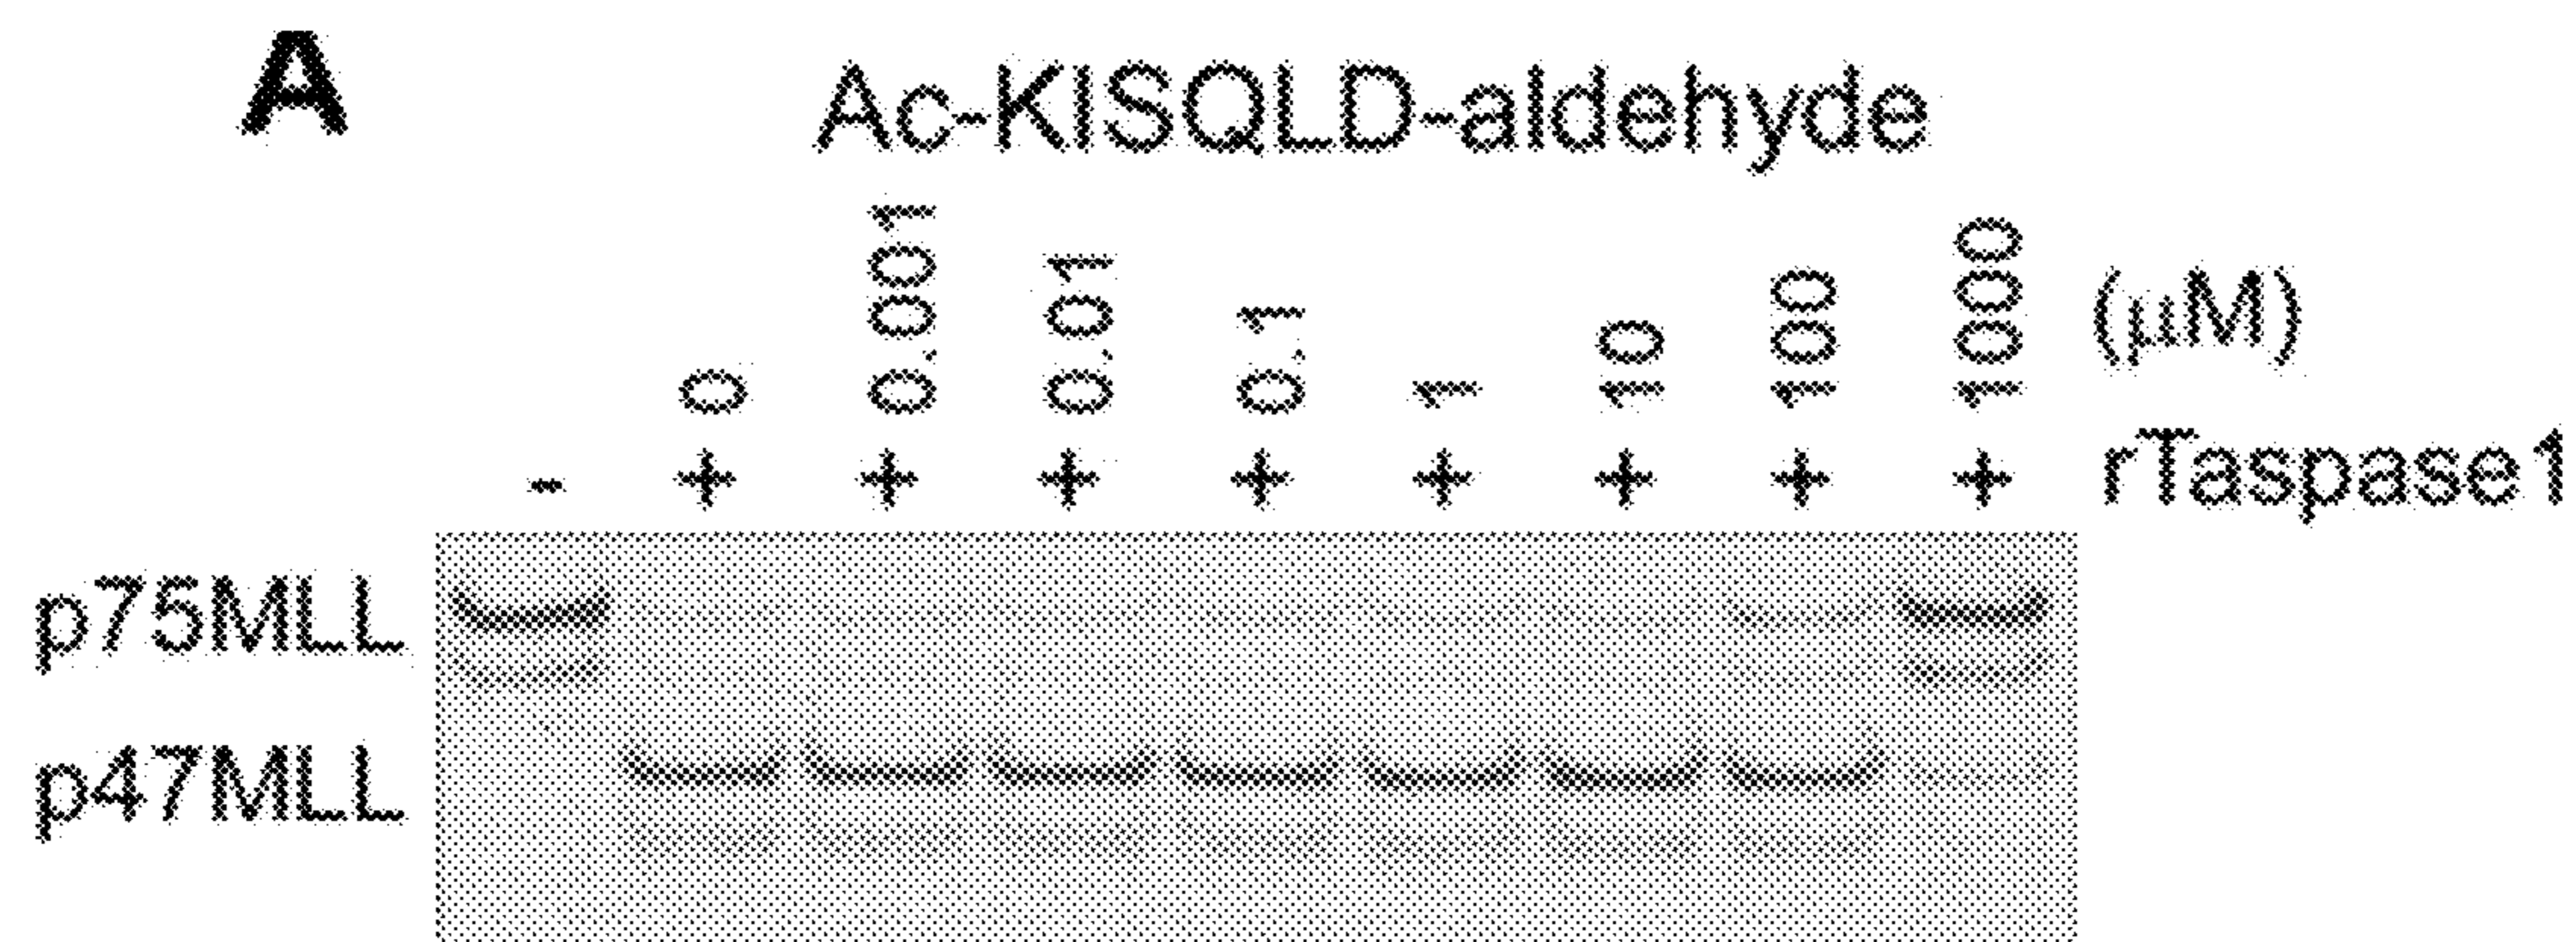 A
Ac-KISQLD-aldehyde
0 0.001 0.01 0.1 1 10 100 1000 (μM)
- + + + + + + + + rTaspase1
p75MLL
p47MLL